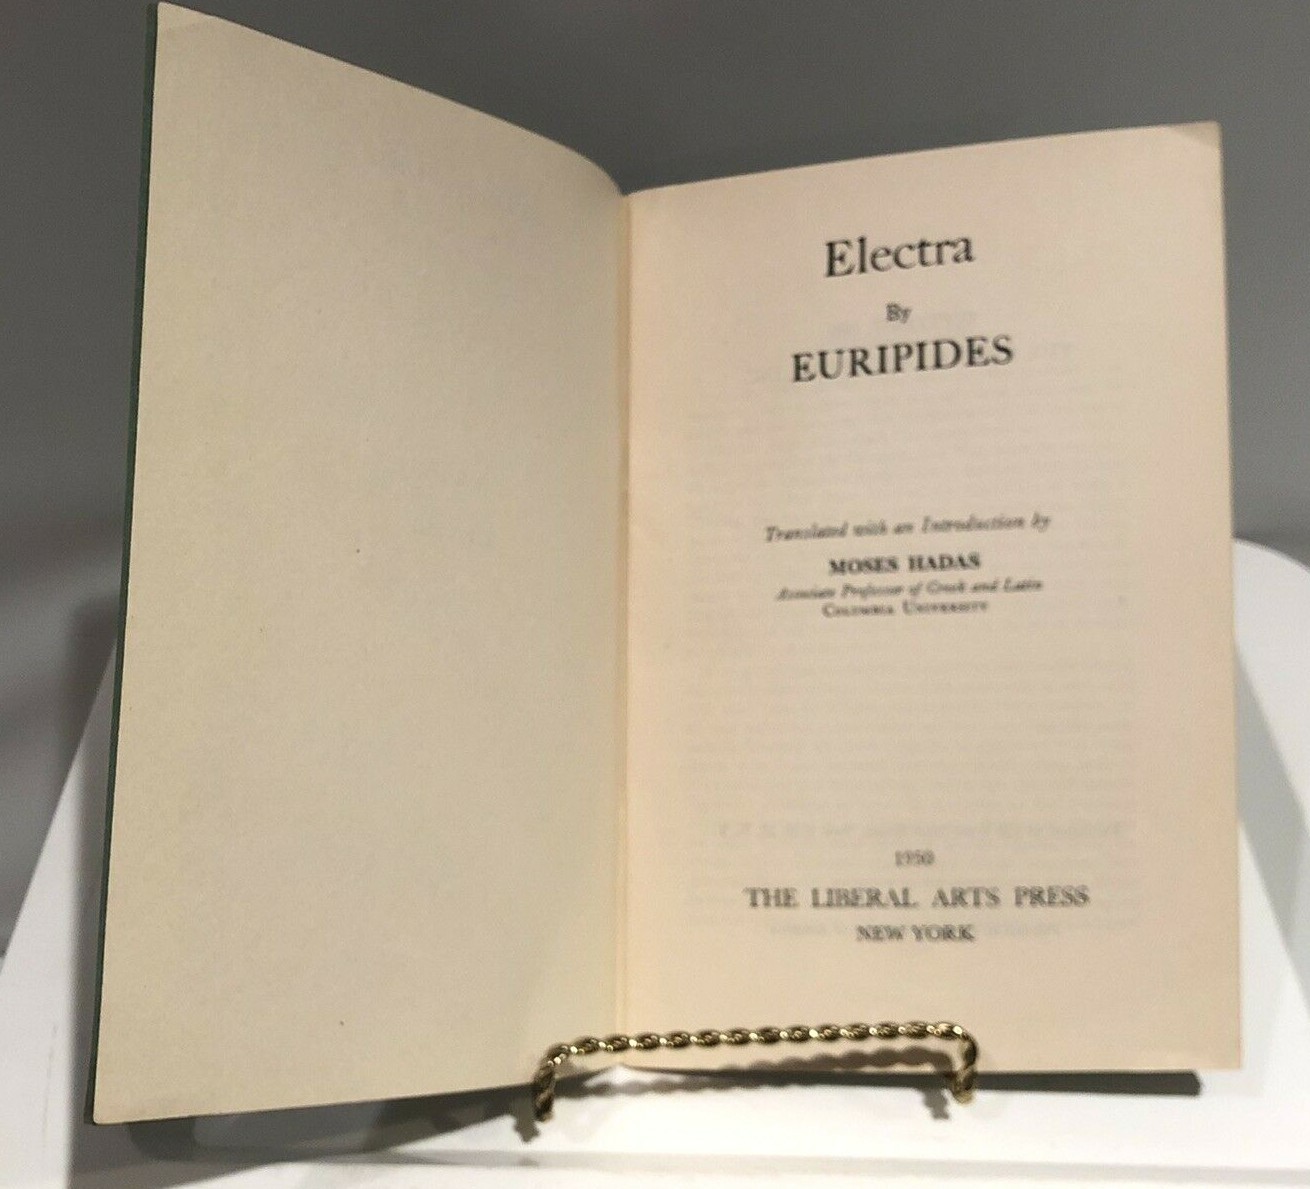 Electra
By
EURIPIDES
Translated with an Introduction by
MOSES HADAS
Associate Professor of Greek and Latin
COLUMBIA UNIVERSITY
1950
THE LIBERAL ARTS PRESS
NEW YORK